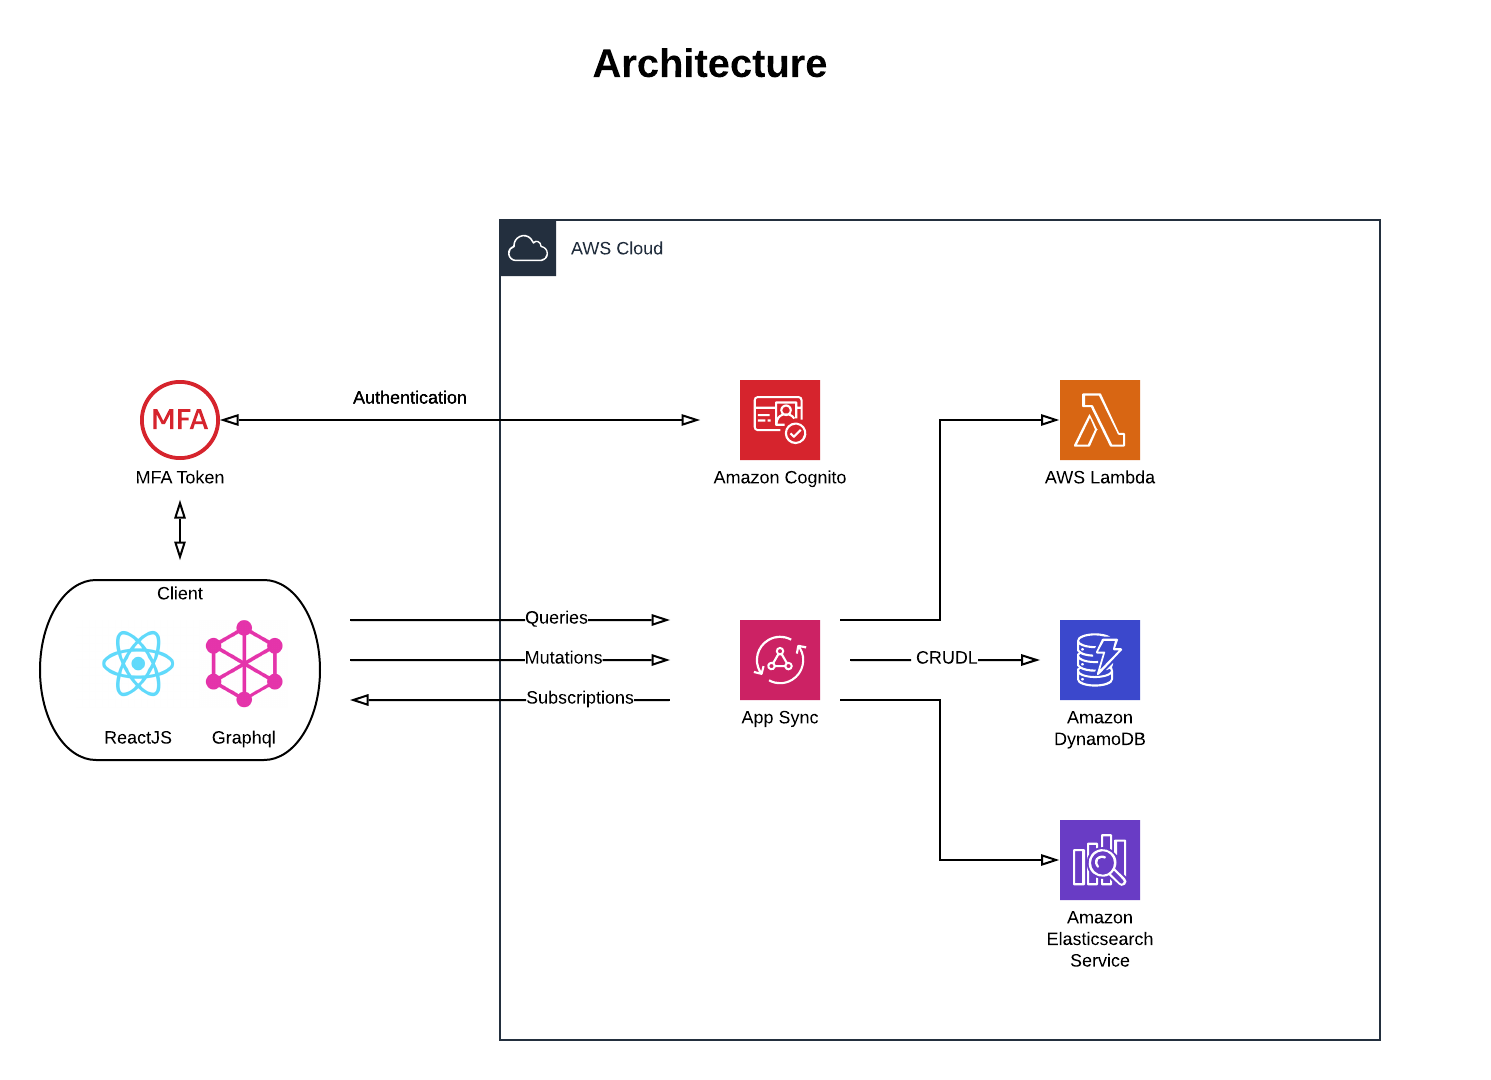 Architecture
AWS Cloud
Authentication
MFA
MFA Token
Amazon Cognito
AWS Lambda
Client
ReactJS
Graphql
Queries
Mutations
Subscriptions
App Sync
CRUDL
Amazon
DynamoDB
Amazon
Elasticsearch
Service